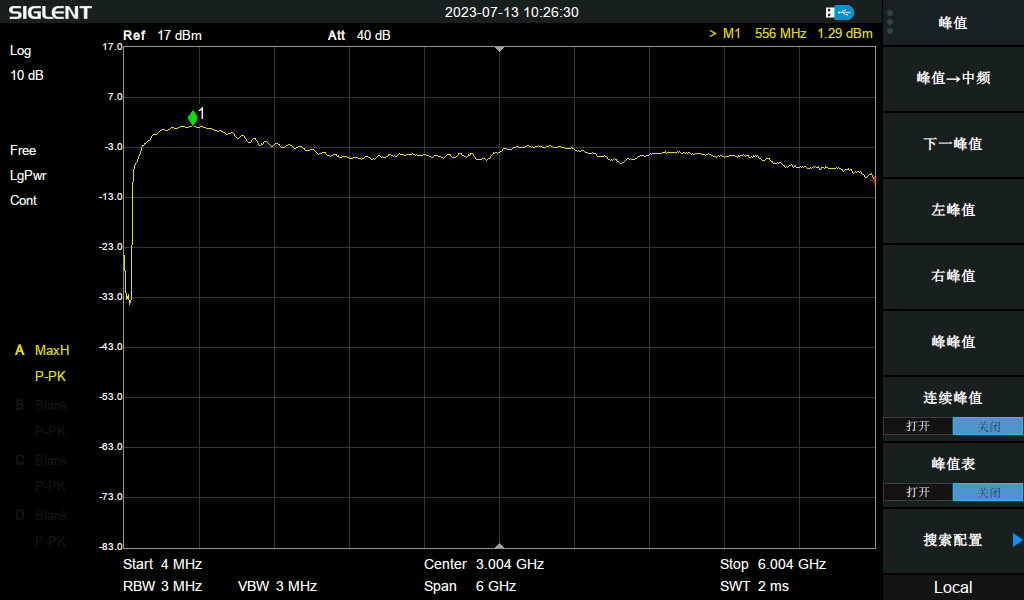 SIGLENT 2023-07-13 10:26:30
Ref 17 dBm Att 40 dB > M1 556 MHz 1.29 dBm
Log
10 dB
Free
LgPwr
Cont
A MaxH
P-PK
B Blank
P-PK
C Blank
P-PK
D Blank
P-PK
17.0
7.0
-3.0
-13.0
-23.0
-33.0
-43.0
-53.0
-63.0
-73.0
-83.0
1
Start 4 MHz Center 3.004 GHz Stop 6.004 GHz
RBW 3 MHz VBW 3 MHz Span 6 GHz SWT 2 ms
峰值
峰值→中频
下一峰值
左峰值
右峰值
峰峰值
连续峰值
打开 关闭
峰值表
打开 关闭
搜索配置
Local